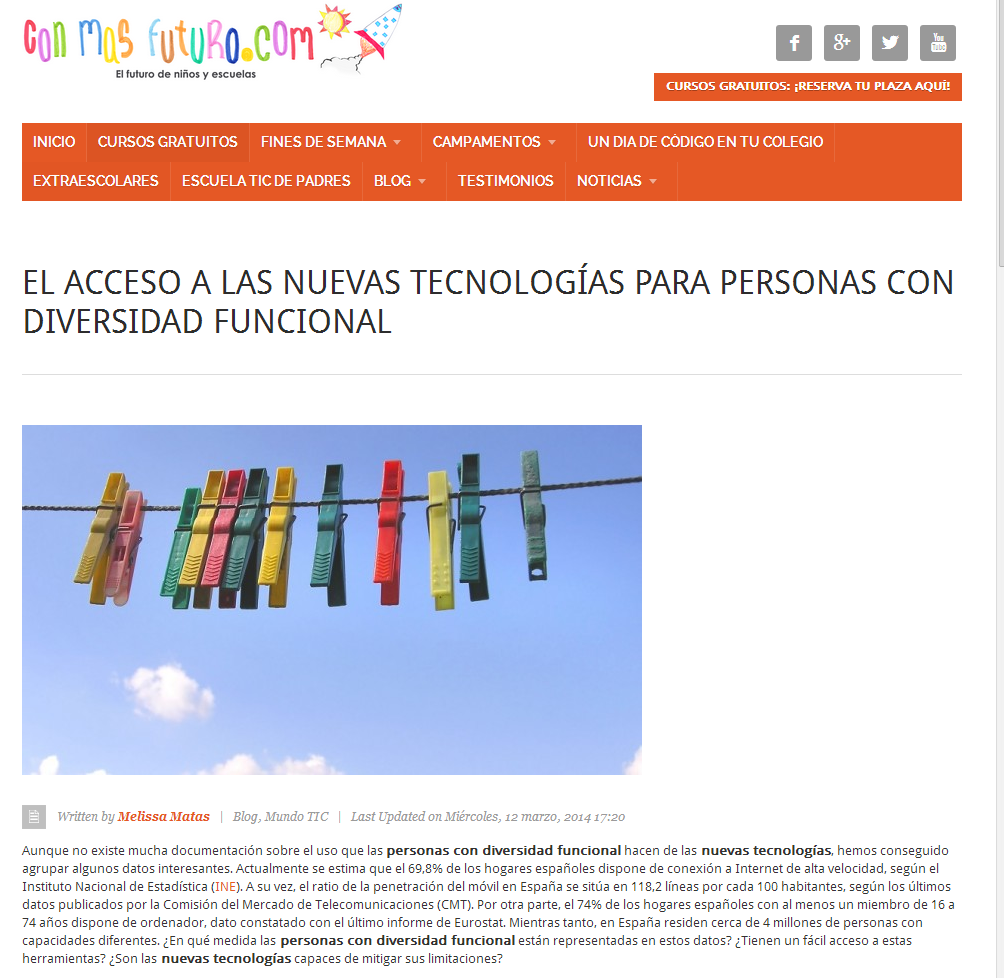 con mas futuro.com
El futuro de niños y escuelas
CURSOS GRATUITOS: ¡RESERVA TU PLAZA AQUÍ!
INICIO CURSOS GRATUITOS FINES DE SEMANA CAMPAMENTOS UN DIA DE CÓDIGO EN TU COLEGIO
EXTRAESCOLARES ESCUELA TIC DE PADRES BLOG TESTIMONIOS NOTICIAS
EL ACCESO A LAS NUEVAS TECNOLOGÍAS PARA PERSONAS CON
DIVERSIDAD FUNCIONAL
Written by Melissa Matas | Blog, Mundo TIC | Last Updated on Miércoles, 12 marzo, 2014 17:20
Aunque no existe mucha documentación sobre el uso que las personas con diversidad funcional hacen de las nuevas tecnologías, hemos conseguido
agrupar algunos datos interesantes. Actualmente se estima que el 69,8% de los hogares españoles dispone de conexión a Internet de alta velocidad, según el
Instituto Nacional de Estadística (INE). A su vez, el ratio de la penetración del móvil en España se sitúa en 118,2 líneas por cada 100 habitantes, según los últimos
datos publicados por la Comisión del Mercado de Telecomunicaciones (CMT). Por otra parte, el 74% de los hogares españoles con al menos un miembro de 16 a
74 años dispone de ordenador, dato constatado con el último informe de Eurostat. Mientras tanto, en España residen cerca de 4 millones de personas con
capacidades diferentes. ¿En qué medida las personas con diversidad funcional están representadas en estos datos? ¿Tienen un fácil acceso a estas
herramientas? ¿Son las nuevas tecnologías capaces de mitigar sus limitaciones?